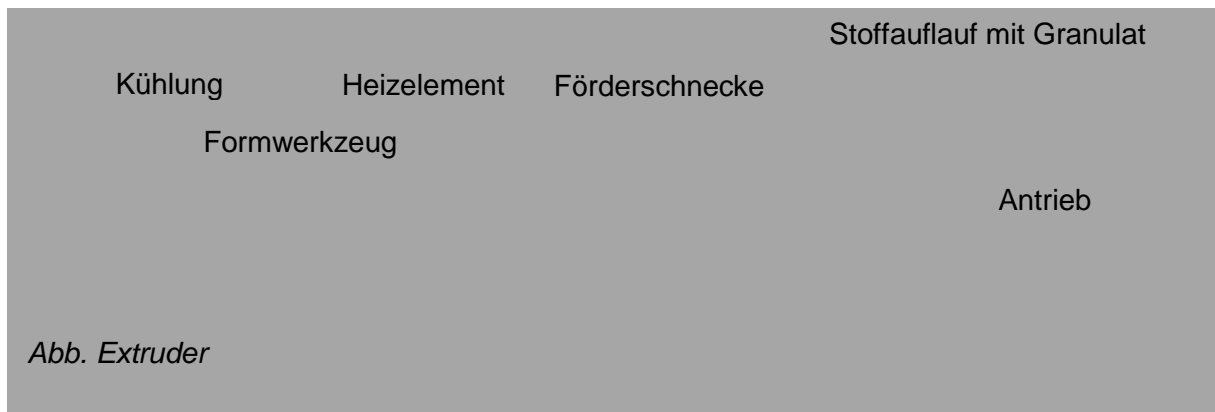 Stoffauflauf mit Granulat
Kühlung Heizelement Förderschnecke
Formwerkzeug
Antrieb
Abb. Extruder